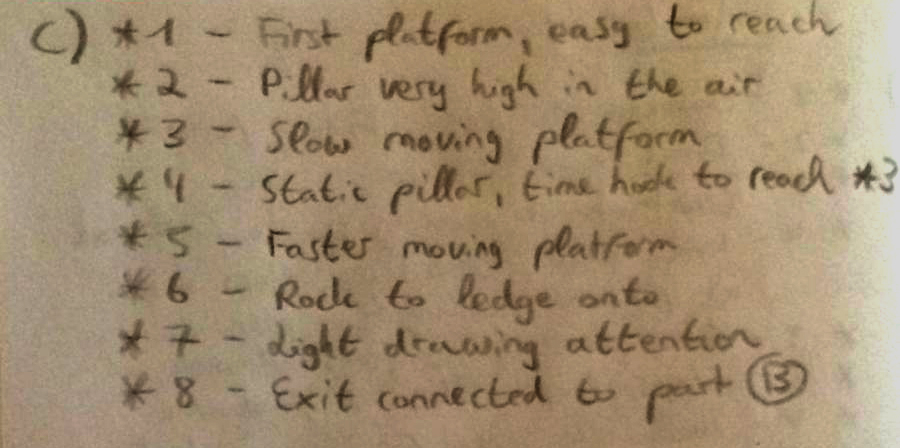 C) *1 - First platform, easy to reach
*2 - Pillar very high in the air
*3 - Slow moving platform
*4 - Static pillar, time to reach *3
*5 - Faster moving platform
*6 - Rock to ledge onto
*7 - Light drawing attention
*8 - Exit connected to part B